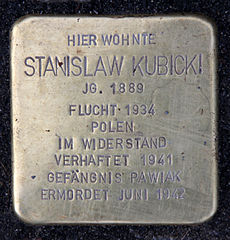 HIER WOHNTE
STANISLAW KUBICKI
JG. 1889
FLUCHT 1934
POLEN
IM WIDERSTAND
VERHAFTET 1941
GEFÄNGNIS PAWIAK
ERMORDET JUNI 1942